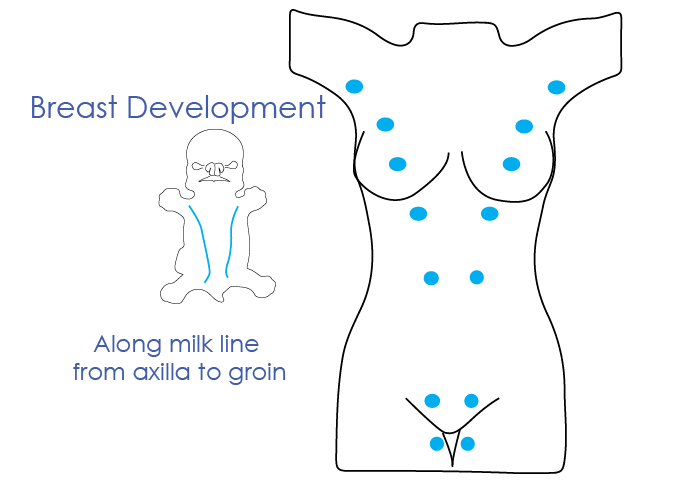 Breast Development
Along milk line
from axilla to groin